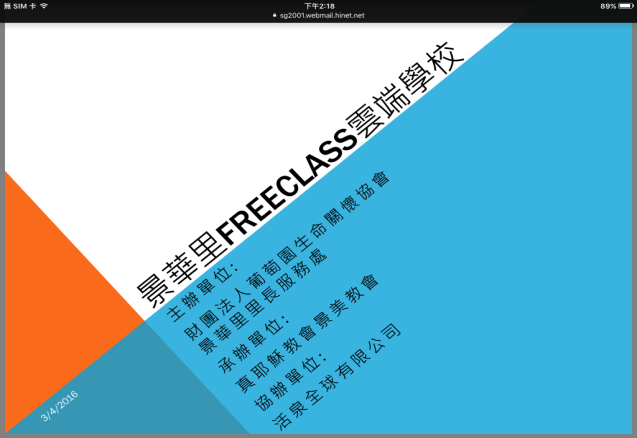 無 SIM 卡
下午2:18
89%
sg2001.webmail.hinet.net
景華里FREECLASS雲端學校
主辦單位:
財團法人葡萄園生命關懷協會
景華里里長服務處
承辦單位:
真耶穌教會景美教會
協辦單位:
活泉全球有限公司
3/4/2016